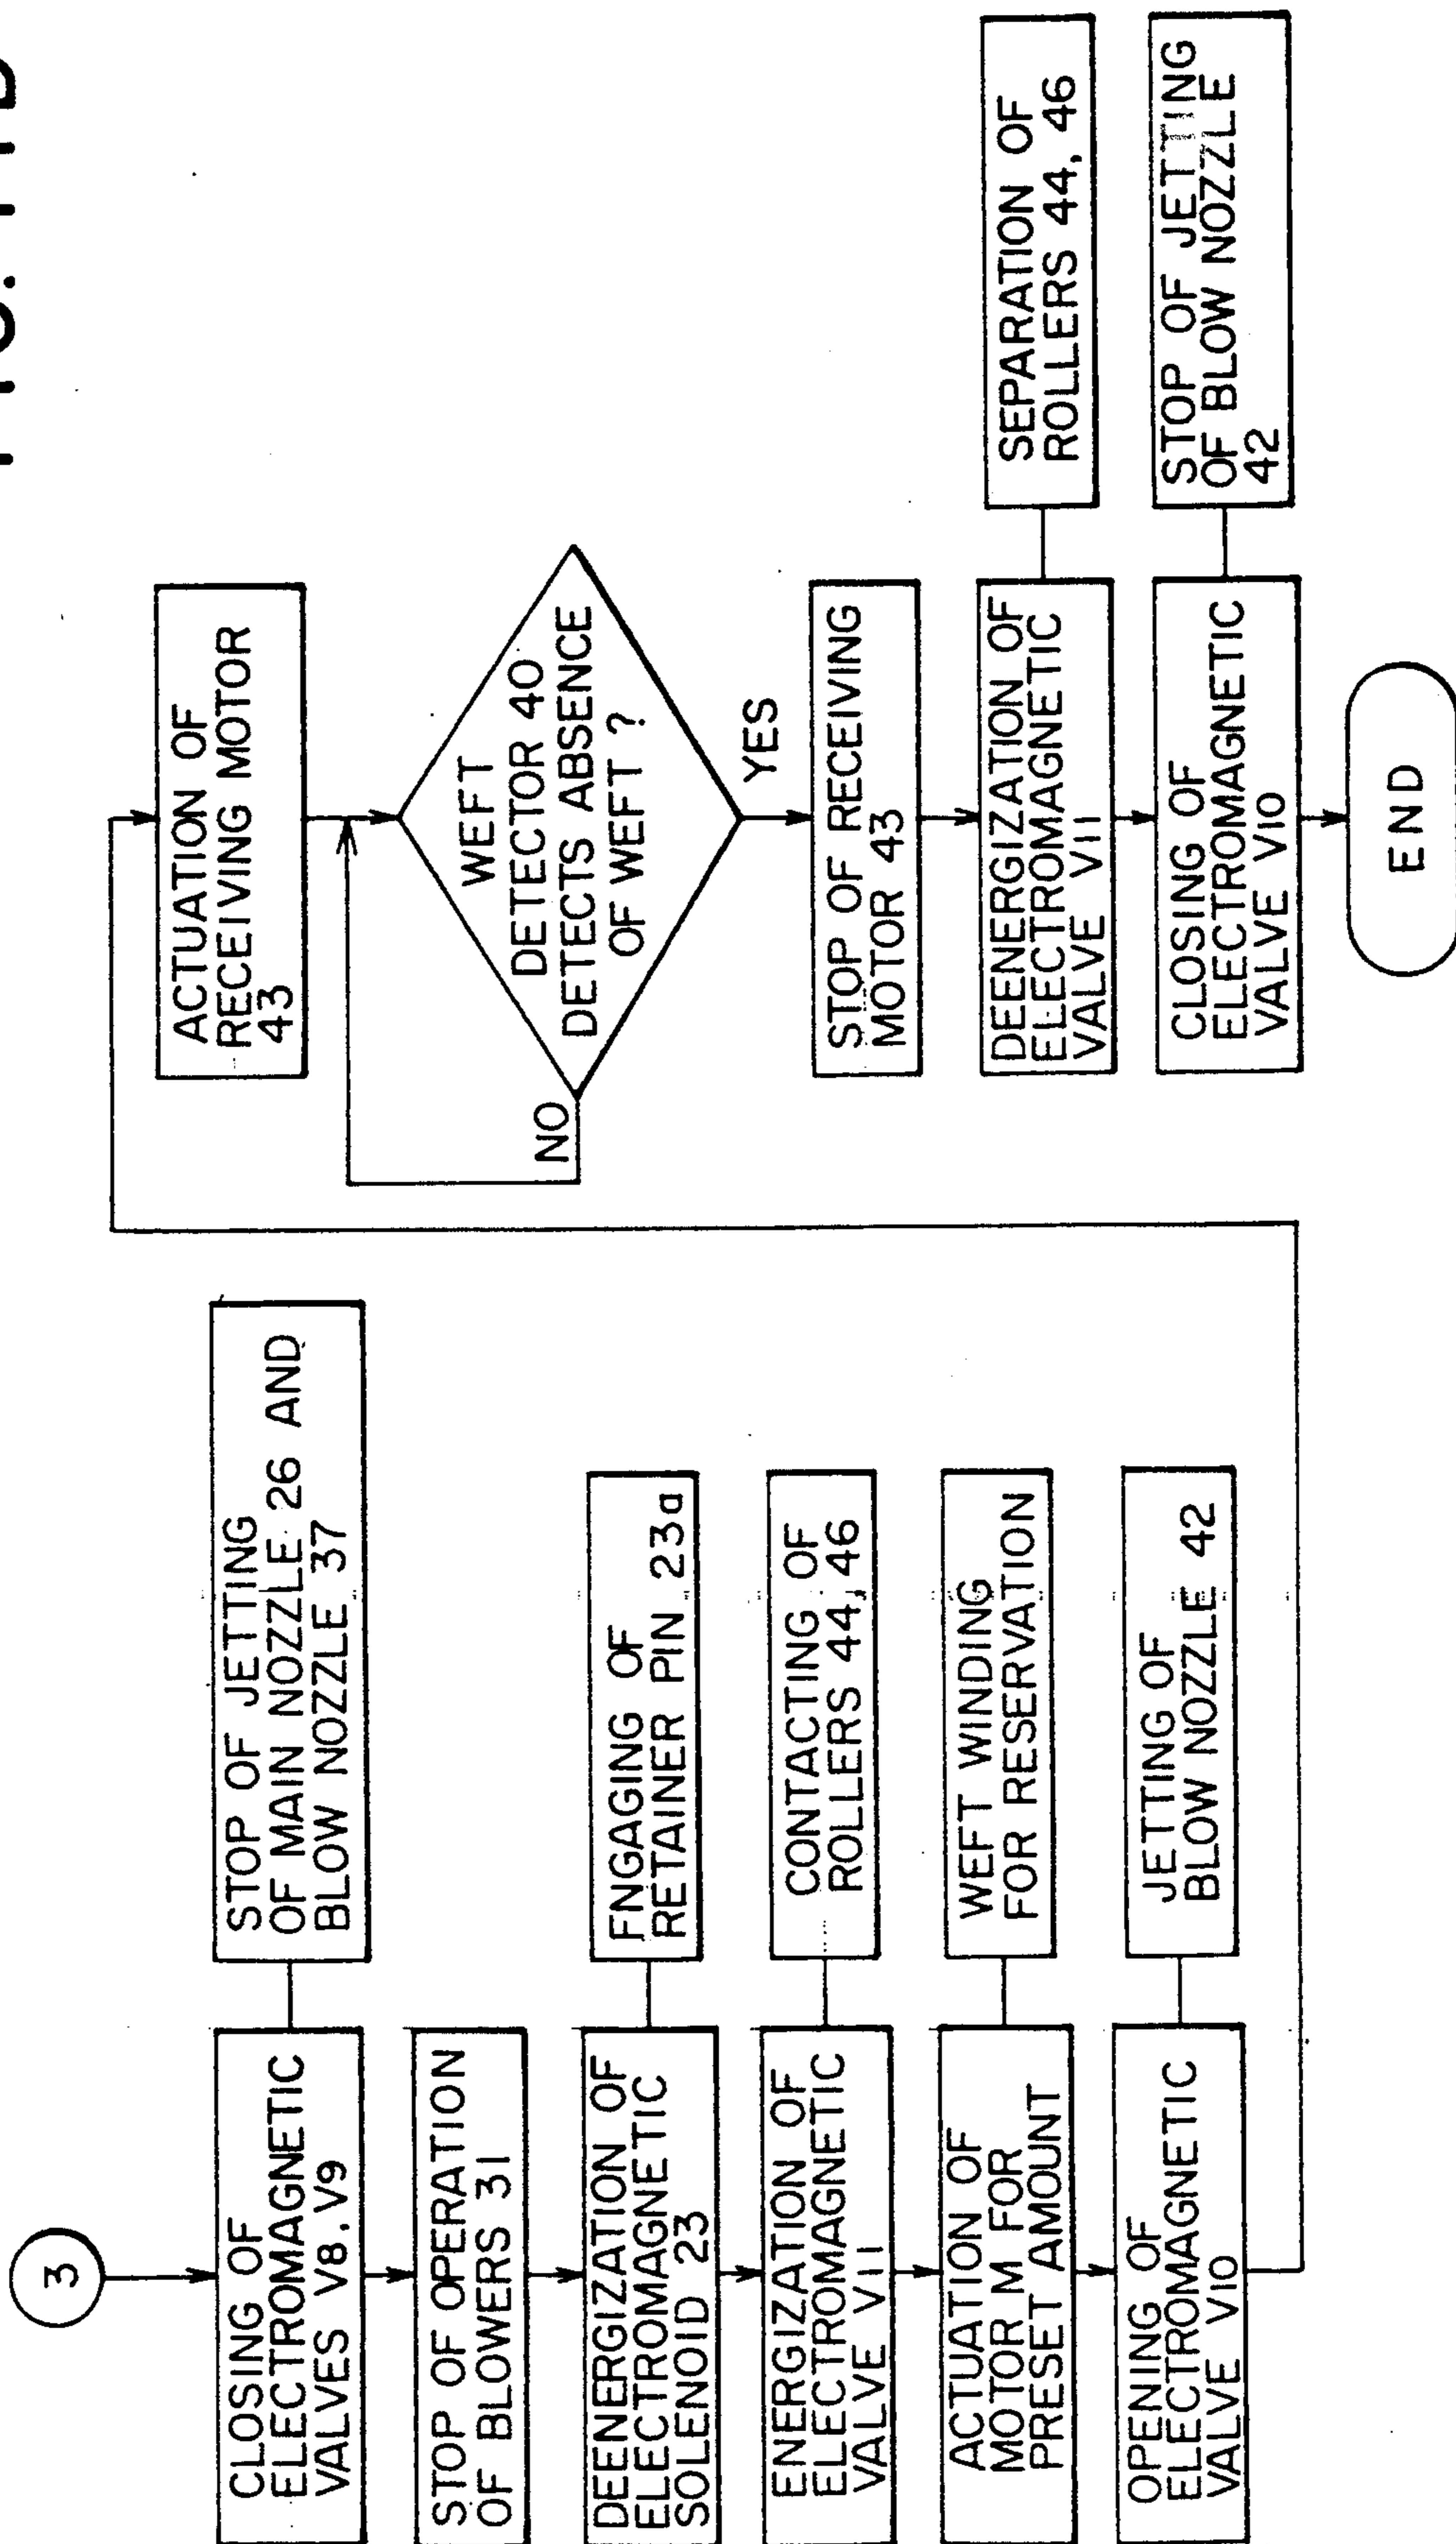 3
CLOSING OF
ELECTROMAGNETIC
VALVES V8, V9
STOP OF JETTING
OF MAIN NOZZLE 26 AND
BLOW NOZZLE 37
STOP OF OPERATION
OF BLOWERS 31
DEENERGIZATION OF
ELECTROMAGNETIC
SOLENOID 23
FNGAGING OF
RETAINER PIN 23a
ENERGIZATION OF
ELECTROMAGNETIC
VALVE V11
CONTACTING OF
ROLLERS 44, 46
ACTUATION OF
MOTOR M FOR
PRESET AMOUNT
WEFT WINDING
FOR RESERVATION
OPENING OF
ELECTROMAGNETIC
VALVE V10
JETTING OF
BLOW NOZZLE 42
ACTUATION OF
RECEIVING MOTOR
43
WEFT
DETECTOR 40
DETECTS ABSENCE
OF WEFT ?
NO
YES
STOP OF RECEIVING
MOTOR 43
DEENERGIZATION OF
ELECTROMAGNETIC
VALVE V11
SEPARATION OF
ROLLERS 44, 46
CLOSING OF
ELECTROMAGNETIC
VALVE V10
STOP OF JETTING
OF BLOW NOZZLE
42
END